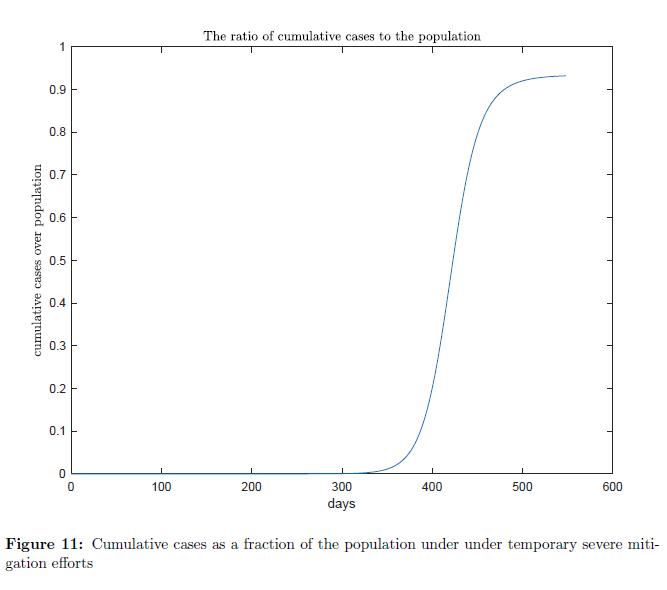 The ratio of cumulative cases to the population
1
0.9
0.8
0.7
0.6
0.5
0.4
0.3
0.2
0.1
0
cumulative cases over population
0 100 200 300 400 500 600
days
Figure 11: Cumulative cases as a fraction of the population under under temporary severe miti-
gation efforts